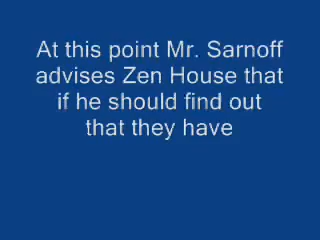 At this point Mr. Sarnoff
advises Zen House that
if he should find out
that they have